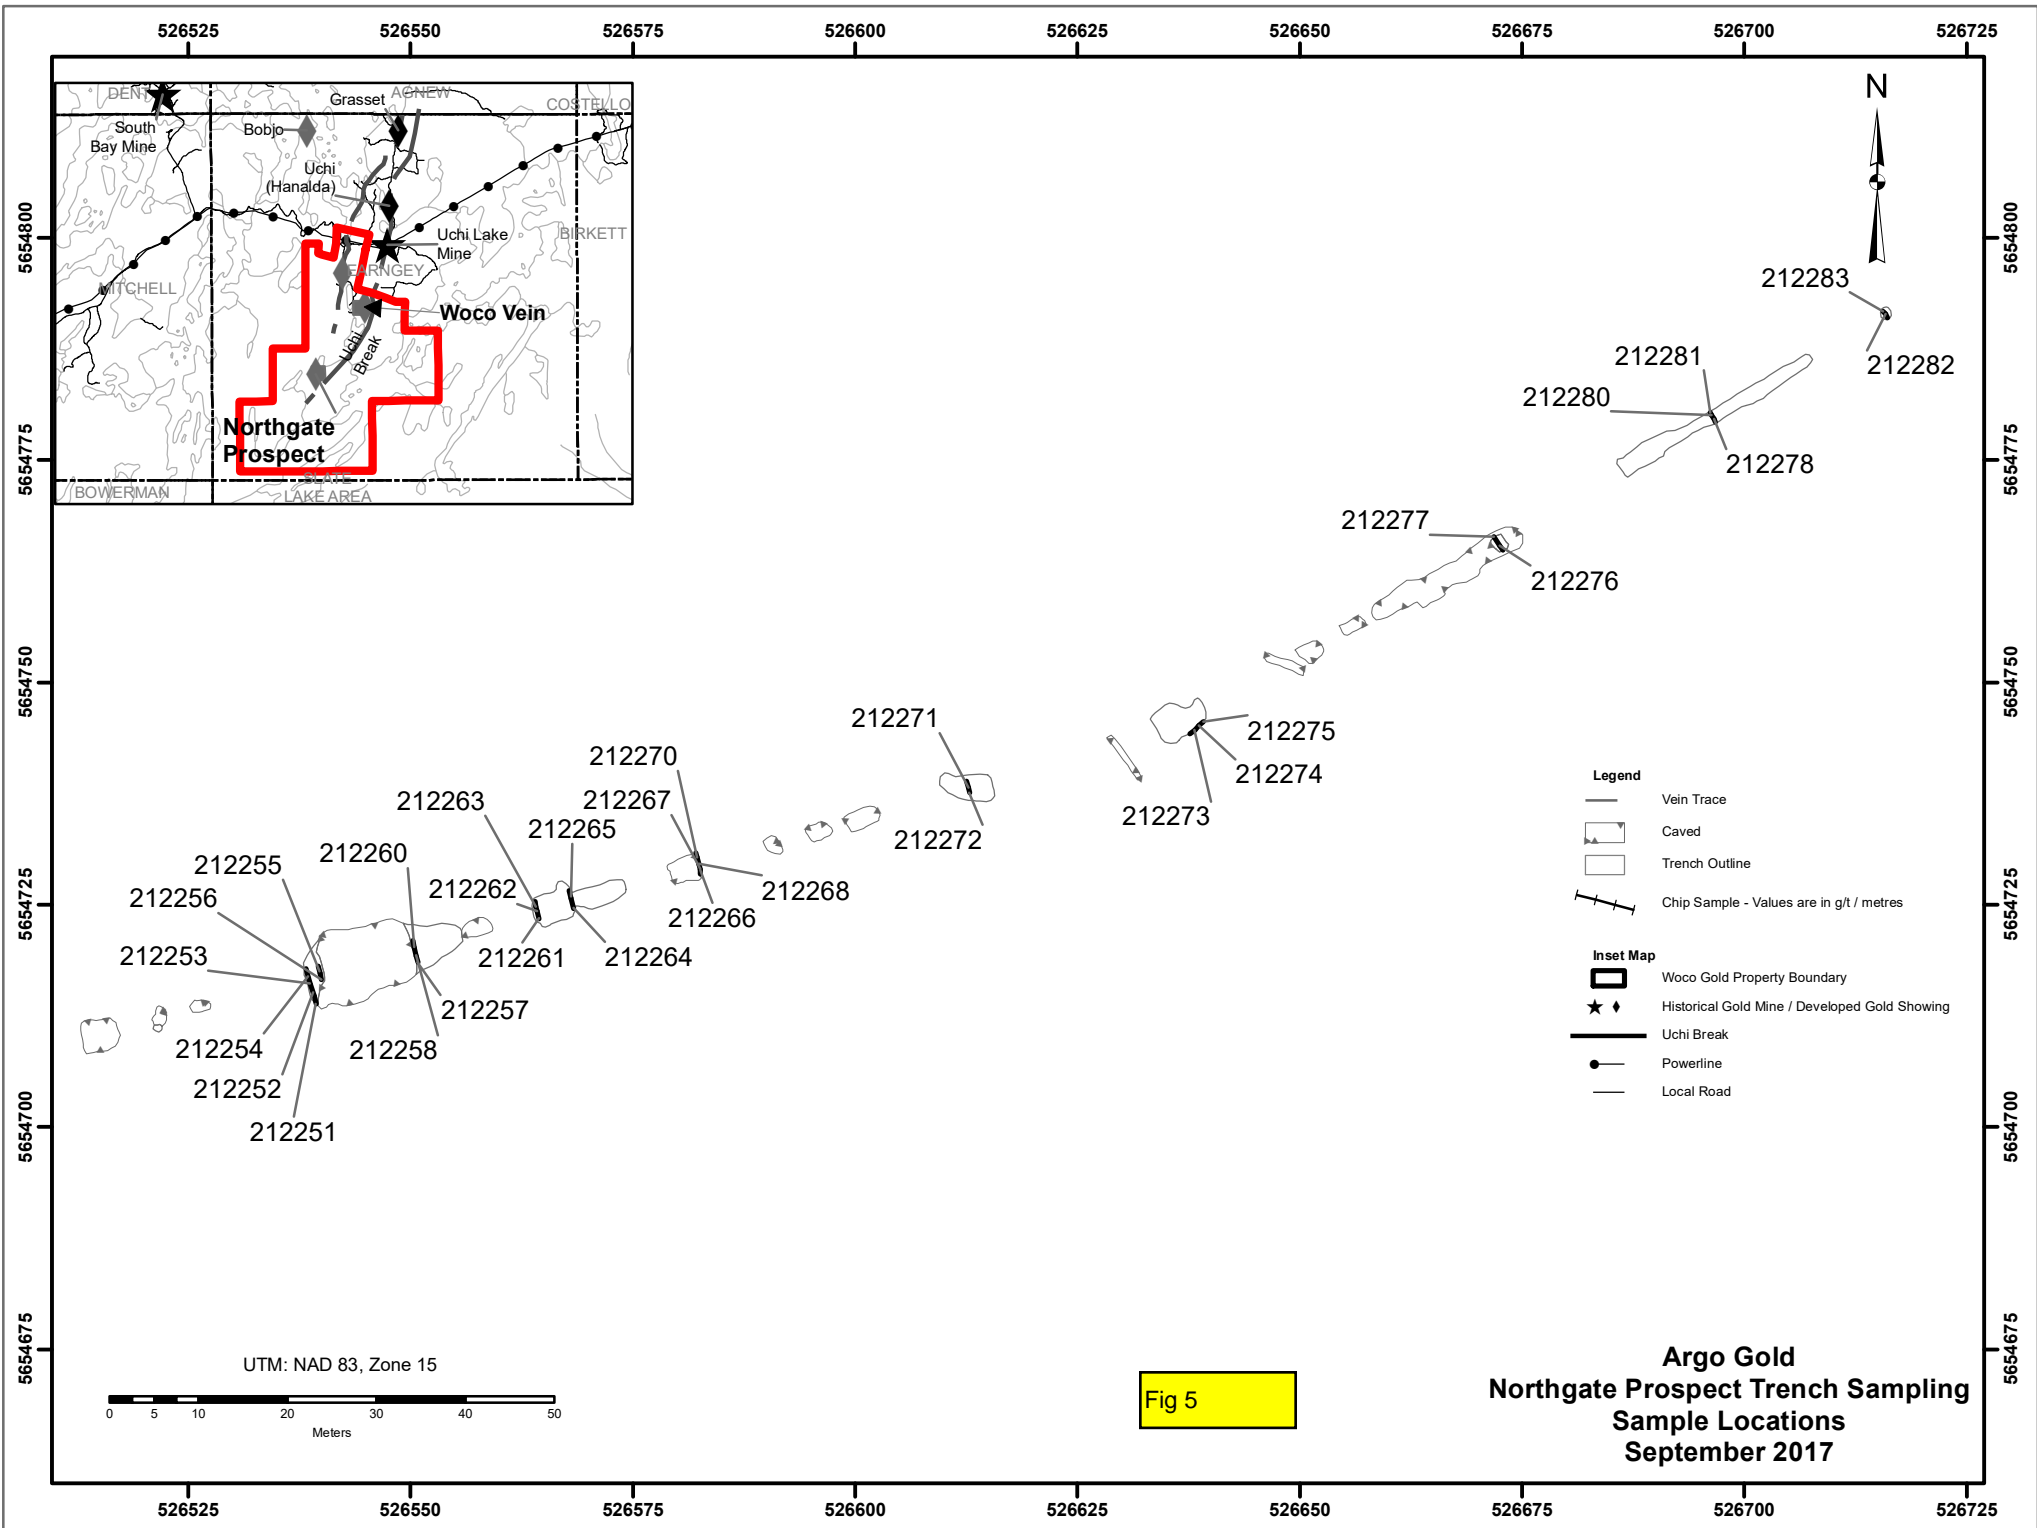 526525 526550 526575 526600 526625 526650 526675 526700 526725
N
DENT
AGNEW
COSTELLO
Grasset
South
Bay Mine
Bobjo
Uchi
(Hanalda)
BIRKETT
Uchi Lake
Mine
EARNGEY
MITCHELL
Woco Vein
Uchi
Break
Northgate
Prospect
SLATE
LAKE AREA
BOWERMAN
5654800
5654775
5654750
5654725
5654700
5654675
5654800
5654775
5654750
5654725
5654700
5654675
212283
212282
212281
212280
212278
212277
212276
212275
212274
212273
212271
212272
212270
212267
212268
212266
212263
212265
212262
212261
212264
212260
212255
212256
212253
212257
212258
212254
212252
212251
Legend
Vein Trace
Caved
Trench Outline
Chip Sample - Values are in g/t / metres
Inset Map
Woco Gold Property Boundary
Historical Gold Mine / Developed Gold Showing
Uchi Break
Powerline
Local Road
UTM: NAD 83, Zone 15
0 5 10 20 30 40 50
Meters
Fig 5
Argo Gold
Northgate Prospect Trench Sampling
Sample Locations
September 2017
526525 526550 526575 526600 526625 526650 526675 526700 526725